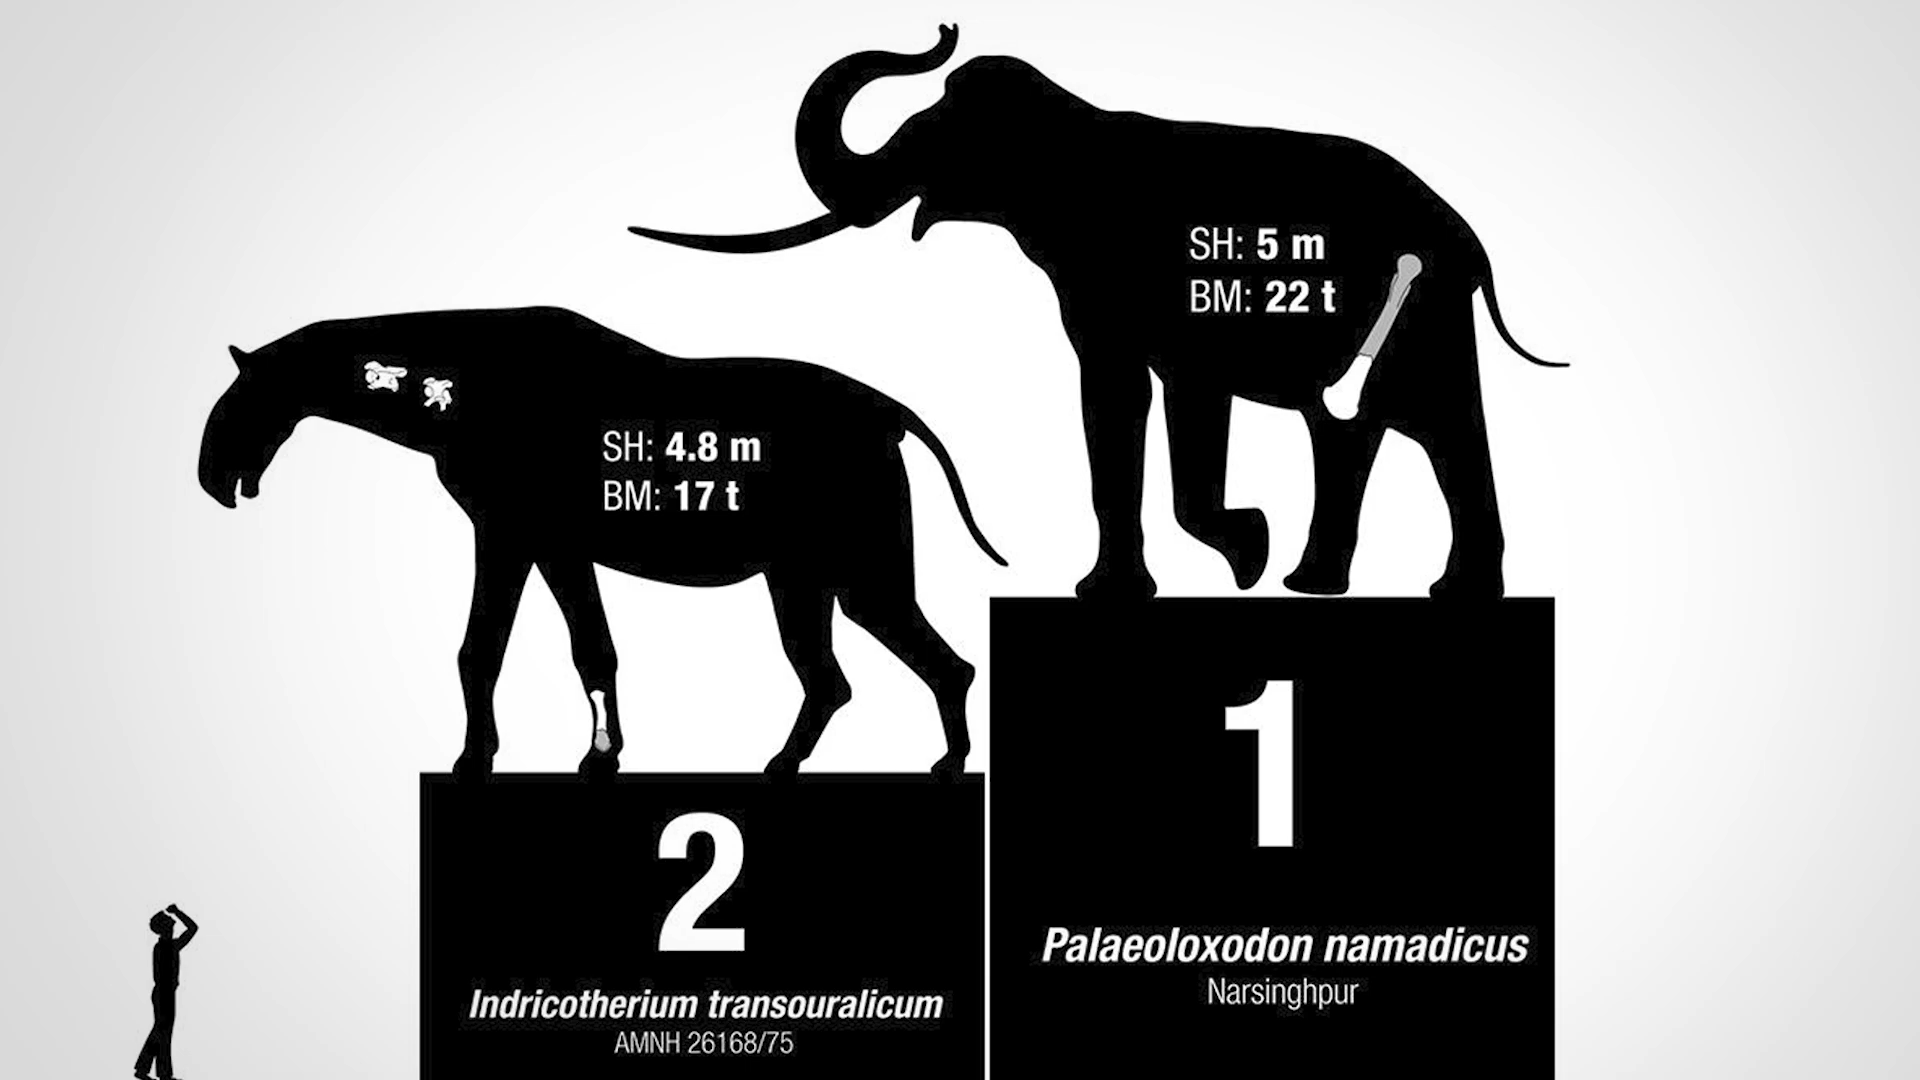 SH: 5 m
BM: 22 t
SH: 4.8 m
BM: 17 t
1
Palaeoloxodon namadicus
Narsinghpur
2
Indricotherium transouralicum
AMNH 26168/75